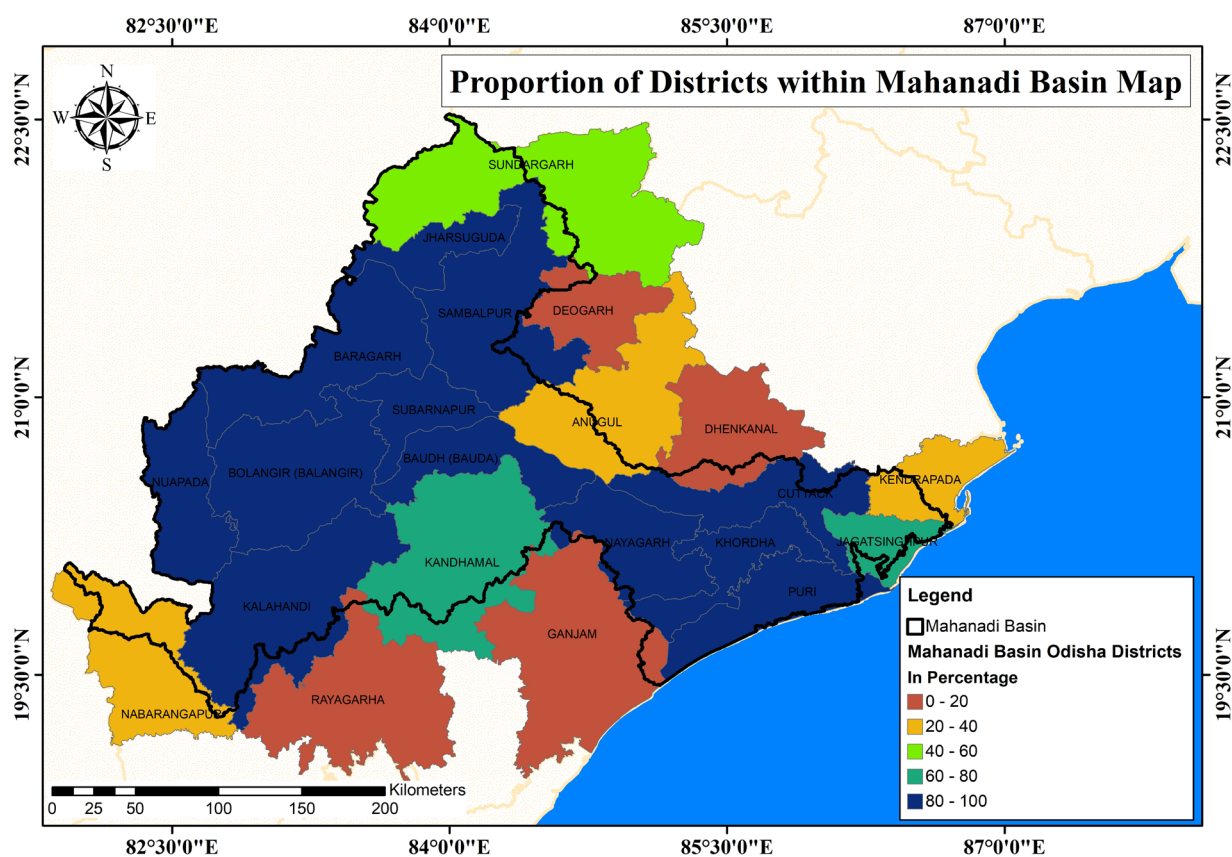 82°30'0"E 84°0'0"E 85°30'0"E 87°0'0"E
Proportion of Districts within Mahanadi Basin Map
N
W E
S
22°30'0"N 22°30'0"N
SUNDARGARH
JHARSUGUDA
DEOGARH
SAMBALPUR
BARAGARH
21°0'0"N 21°0'0"N
SUBARNAPUR
ANUGUL
DHENKANAL
BAUDH (BAUDA)
BOLANGIR (BALANGIR)
NUAPADA
KENDRAPADA
CUTTACK
NAYAGARH
KHORDHA
JAGATSINGHPUR
KANDHAMAL
PURI
KALAHANDI
GANJAM
19°30'0"N 19°30'0"N
RAYAGARHA
NABARANGAPUR
Legend
Mahanadi Basin
Mahanadi Basin Odisha Districts
In Percentage
0 - 20
20 - 40
40 - 60
60 - 80
80 - 100
Kilometers
0 25 50 100 150 200
82°30'0"E 84°0'0"E 85°30'0"E 87°0'0"E